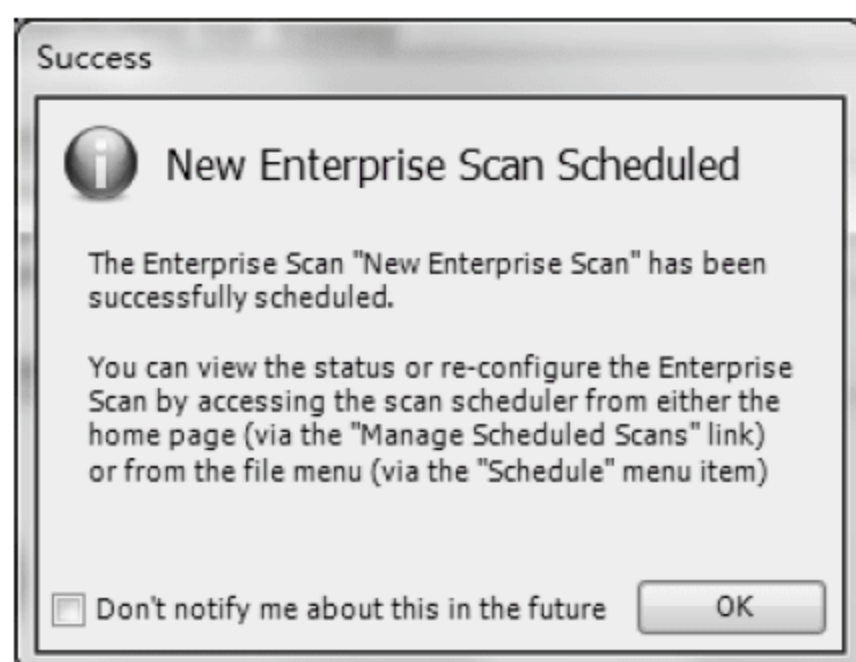 Success
New Enterprise Scan Scheduled
The Enterprise Scan "New Enterprise Scan" has been
successfully scheduled.
You can view the status or re-configure the Enterprise
Scan by accessing the scan scheduler from either the
home page (via the "Manage Scheduled Scans" link)
or from the file menu (via the "Schedule" menu item)
Don't notify me about this in the future
OK